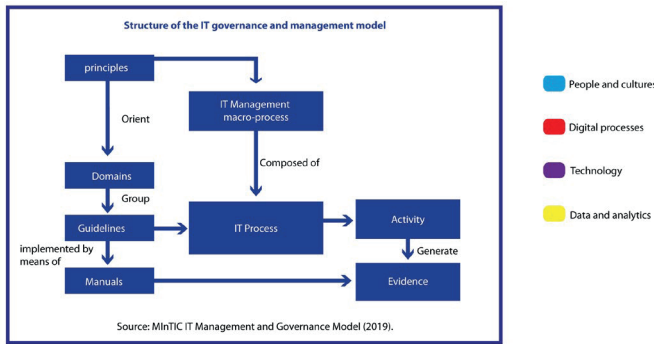 Structure of the IT governance and management model
principles
IT Management
macro-process
Orient
Composed of
Domains
Group
Guidelines
IT Process
Activity
implemented by
means of
Generate
Manuals
Evidence
Source: MInTIC IT Management and Governance Model (2019).
People and cultures
Digital processes
Technology
Data and analytics